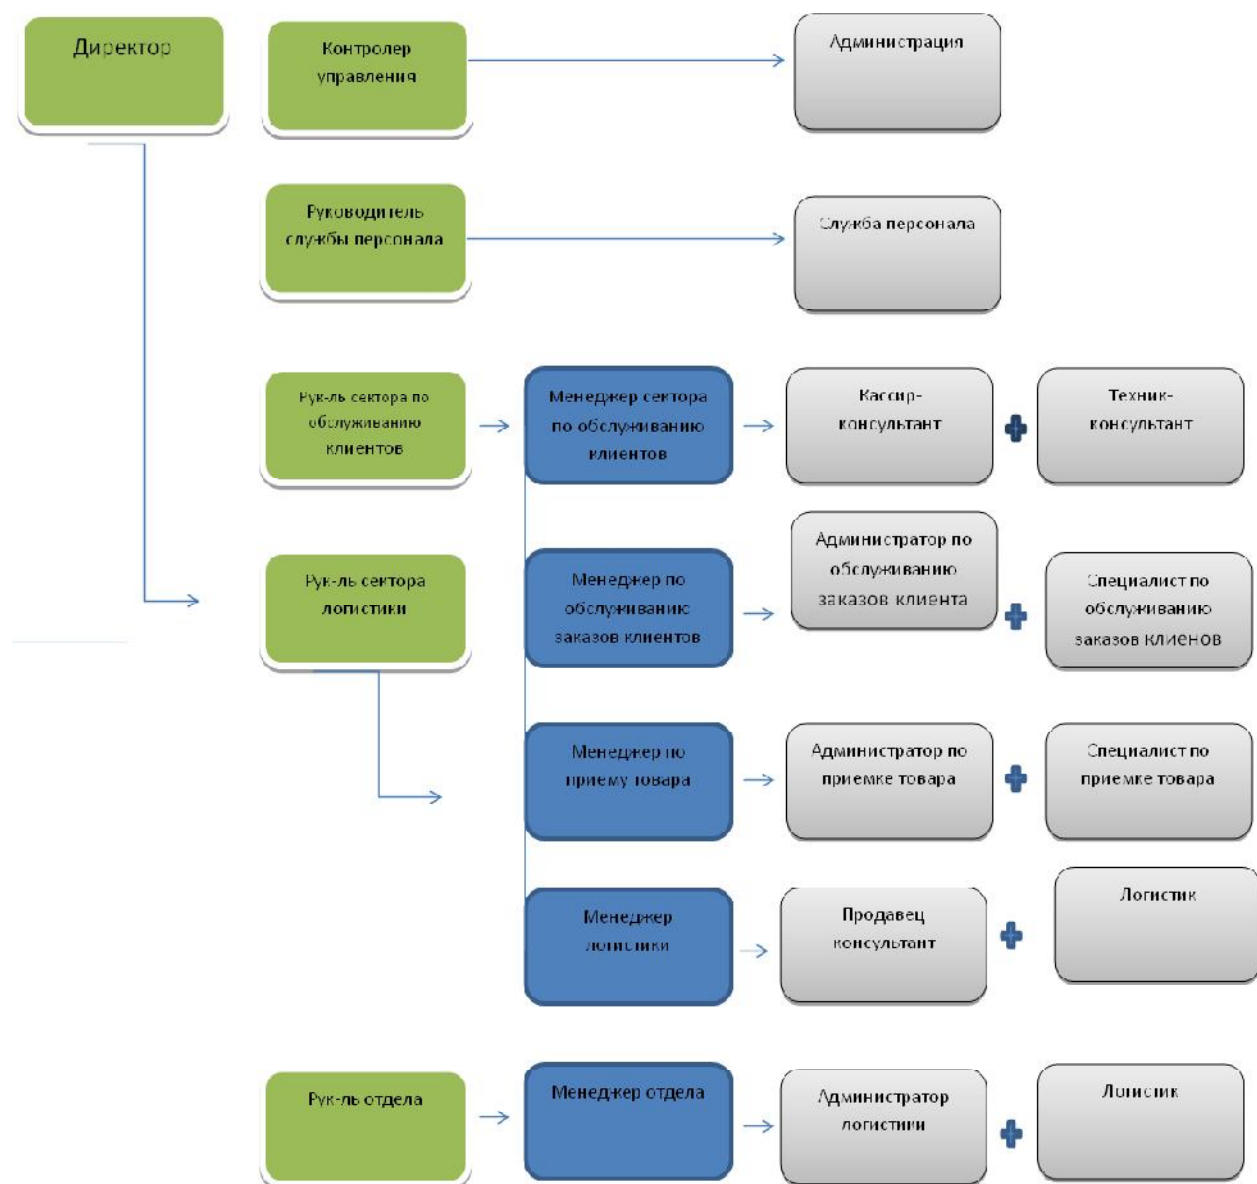 Директор
Контролер
управления
Администрация
Руководитель
службы персонала
Служба персонала
Рук-ль сектора по
обслуживанию
клиентов
Менеджер сектора
по обслуживанию
клиентов
Кассир-
консультант
Техник-
консультант
Рук-ль сектора
логистики
Менеджер по
обслуживанию
заказов клиентов
Администратор по
обслуживанию
заказов клиента
Специалист по
обслуживанию
заказов клиенов
Менеджер по
приему товара
Администратор по
приемке товара
Специалист по
приемке товара
Менеджер
логистики
Продавец
консультант
Логистик
Рук-ль отдела
Менеджер отдела
Администратор
логистики
Логистик